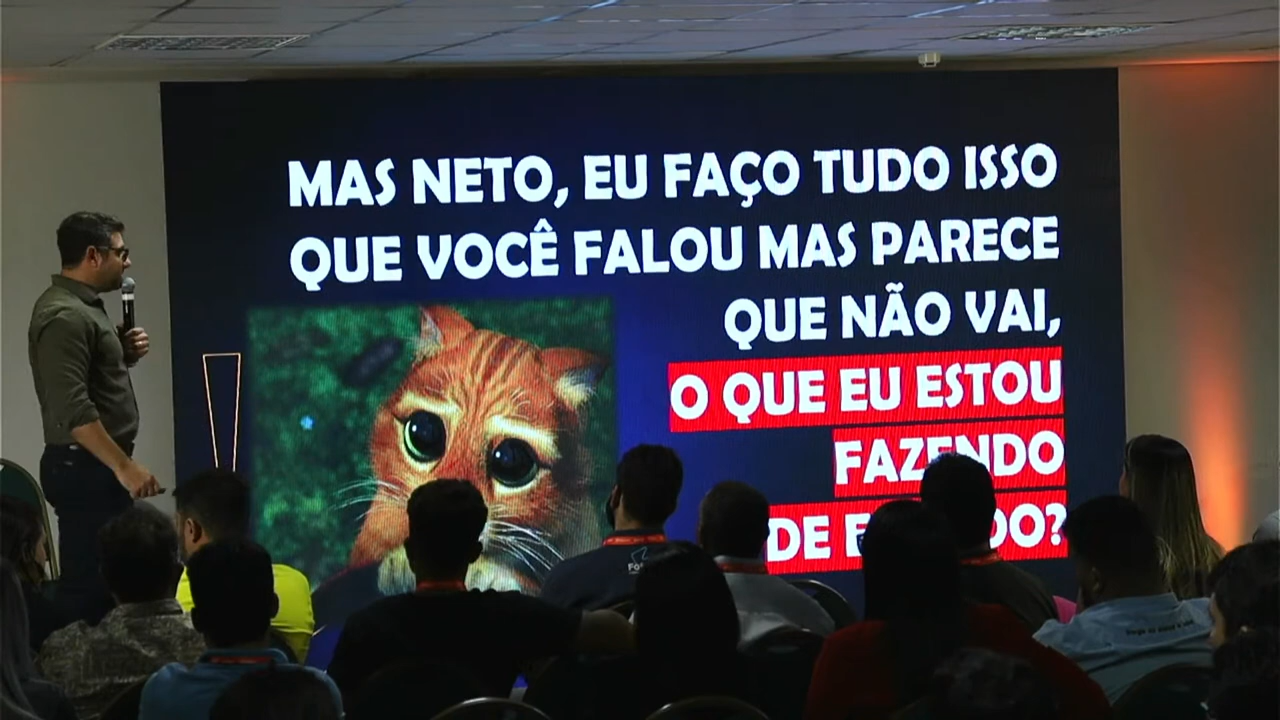 MAS NETO, EU FAÇO TUDO ISSO
QUE VOCÊ FALOU MAS PARECE
QUE NÃO VAI,
O QUE EU ESTOU
FAZENDO
DE